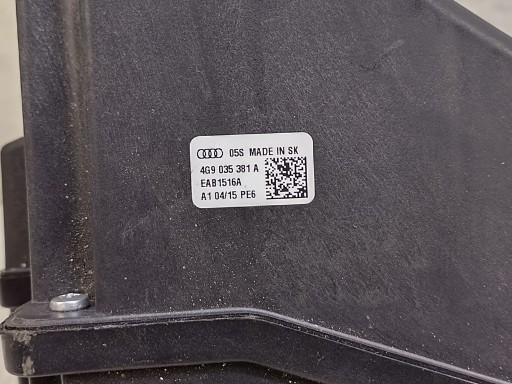 05S MADE IN SK
4G9 035 381 A
EAB1516A
A1 04/15 PE6